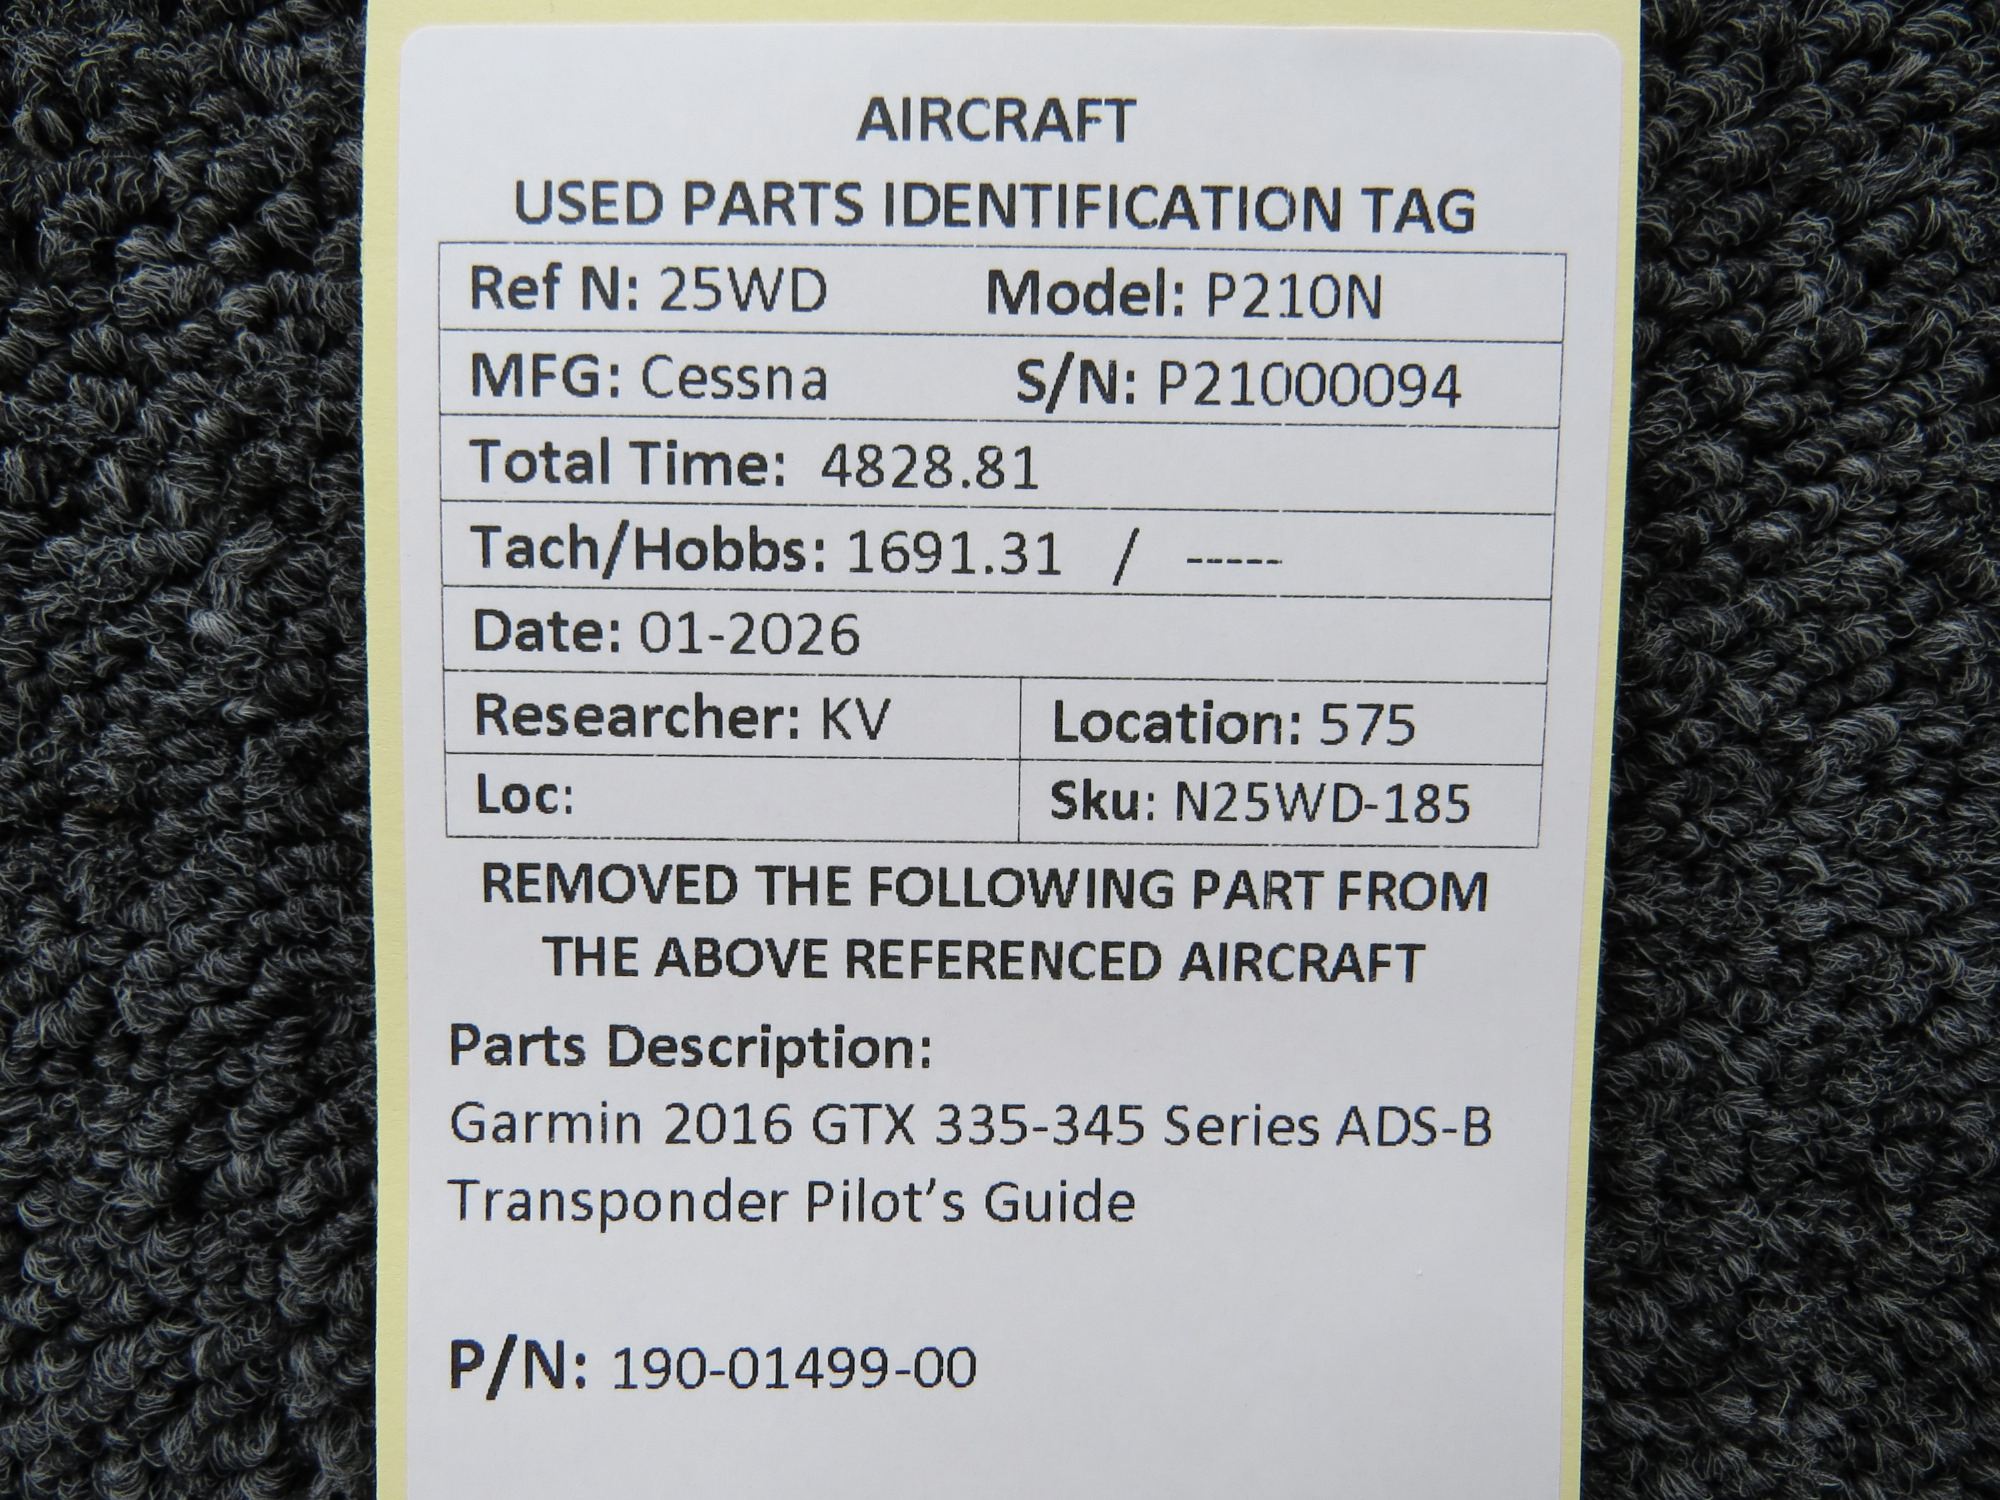 AIRCRAFT
USED PARTS IDENTIFICATION TAG
Ref N: 25WD Model: P210N
MFG: Cessna S/N: P21000094
Total Time: 4828.81
Tach/Hobbs: 1691.31 / -----
Date: 01-2026
Researcher: KV Location: 575
Loc: Sku: N25WD-185
REMOVED THE FOLLOWING PART FROM
THE ABOVE REFERENCED AIRCRAFT
Parts Description:
Garmin 2016 GTX 335-345 Series ADS-B
Transponder Pilot’s Guide
P/N: 190-01499-00